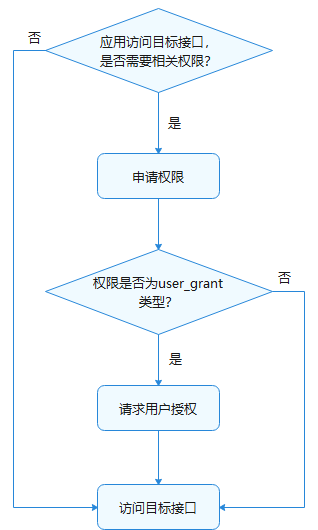 否
应用访问目标接口，
是否需要相关权限？
是
申请权限
权限是否为user_grant
类型？
否
是
请求用户授权
访问目标接口